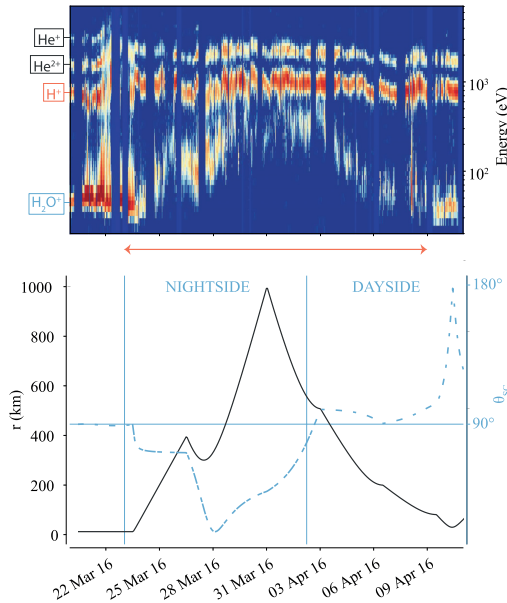 He⁺
He²⁺
H⁺
H₂O⁺
10³
10²
Energy (eV)
NIGHTSIDE
DAYSIDE
1000
800
600
400
200
0
r (km)
180°
90°
θSC
22 Mar 16
25 Mar 16
28 Mar 16
31 Mar 16
03 Apr 16
06 Apr 16
09 Apr 16